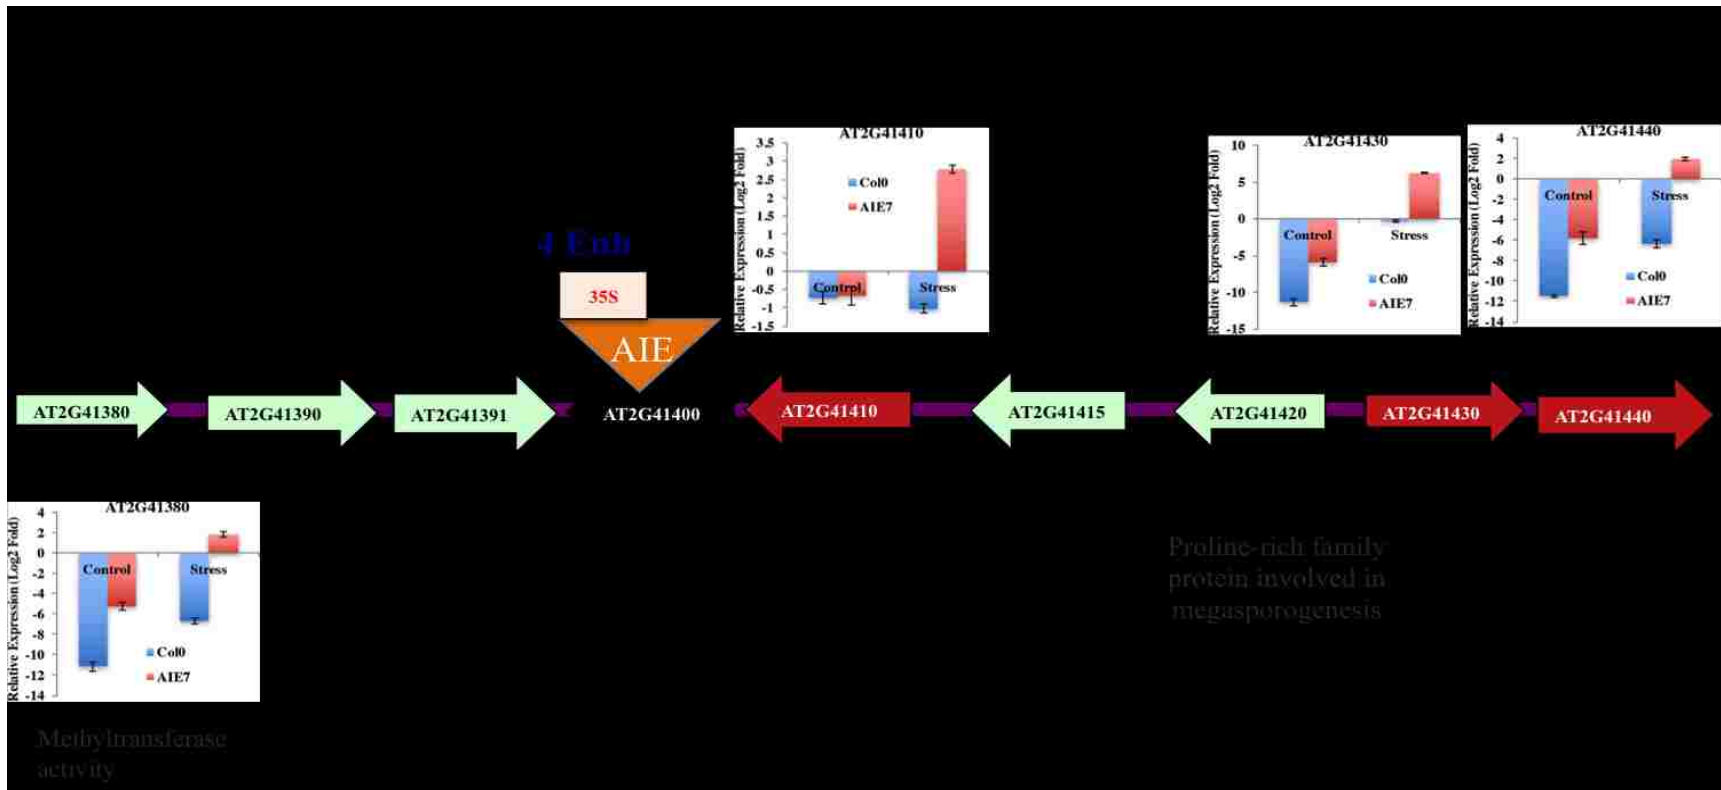 AT2G41410
3.5
3
2.5
2
1.5
1
0.5
0
-0.5
-1
-1.5
Relative Expression (Log2 Fold)
Col0
AIE7
Control
Stress
AT2G41430
10
5
0
-5
-10
-15
Relative Expression (Log2 Fold)
Control
Stress
Col0
AIE7
AT2G41440
4
2
0
-2
-4
-6
-8
-10
-12
-14
Relative Expression (Log2 Fold)
Control
Stress
Col0
AIE7
4 Enh
35S
AIE
AT2G41380
AT2G41390
AT2G41391
AT2G41400
AT2G41410
AT2G41415
AT2G41420
AT2G41430
AT2G41440
AT2G41380
4
2
0
-2
-4
-6
-8
-10
-12
-14
Relative Expression (Log2 Fold)
Control
Stress
Col0
AIE7
Proline-rich family
protein involved in
megasporogenesis
Methyltransferase
activity